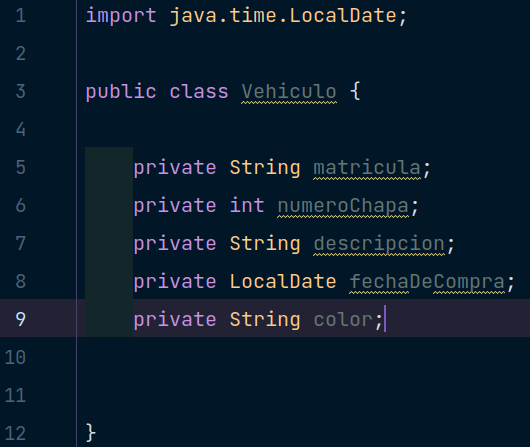 1 import java.time.LocalDate;
2
3 public class Vehiculo {
4
5 private String matricula;
6 private int numeroChapa;
7 private String descripcion;
8 private LocalDate fechaDeCompra;
9 private String color;
10
11
12 }